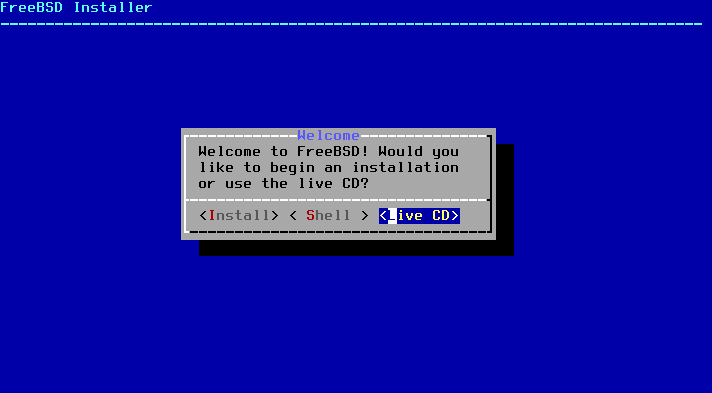 FreeBSD Installer
Welcome
Welcome to FreeBSD! Would you
like to begin an installation
or use the live CD?
<Install> < Shell > <Live CD>